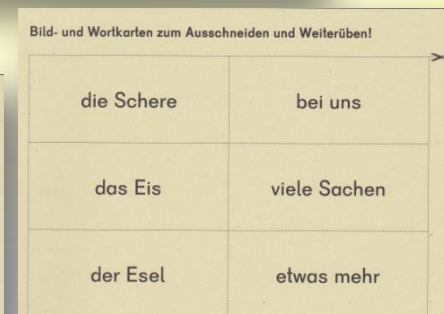 Bild- und Wortkarten zum Ausschneiden und Weiterüben!
die Schere
bei uns
das Eis
viele Sachen
der Esel
etwas mehr